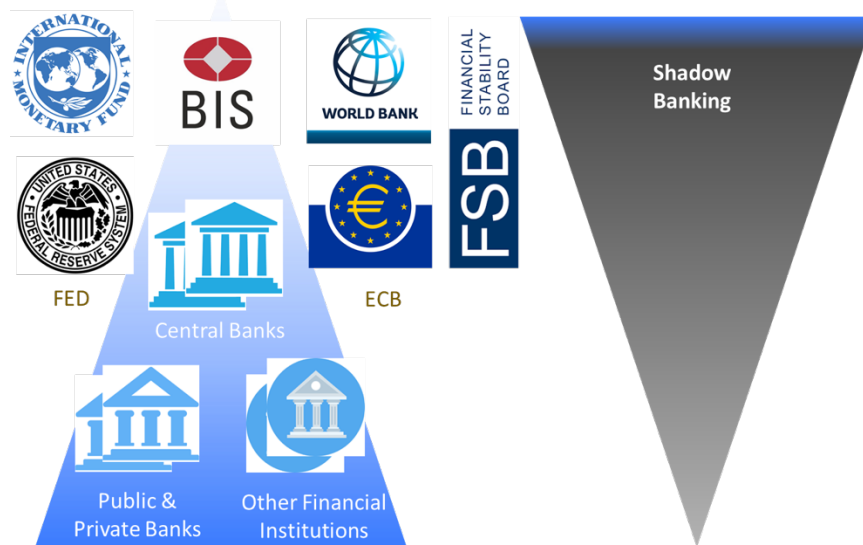 INTERNATIONAL
MONETARY FUND
BIS
WORLD BANK
FINANCIAL
STABILITY
BOARD
FSB
Shadow
Banking
UNITED STATES
FEDERAL RESERVE SYSTEM
€
FED
ECB
Central Banks
Public &
Private Banks
Other Financial
Institutions